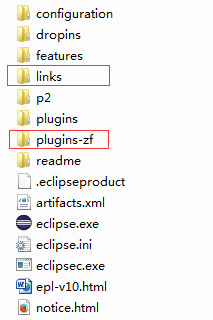 configuration
dropins
features
links
p2
plugins
plugins-zf
readme
.eclipseproduct
artifacts.xml
eclipse.exe
eclipse.ini
eclipsec.exe
epl-v10.html
notice.html